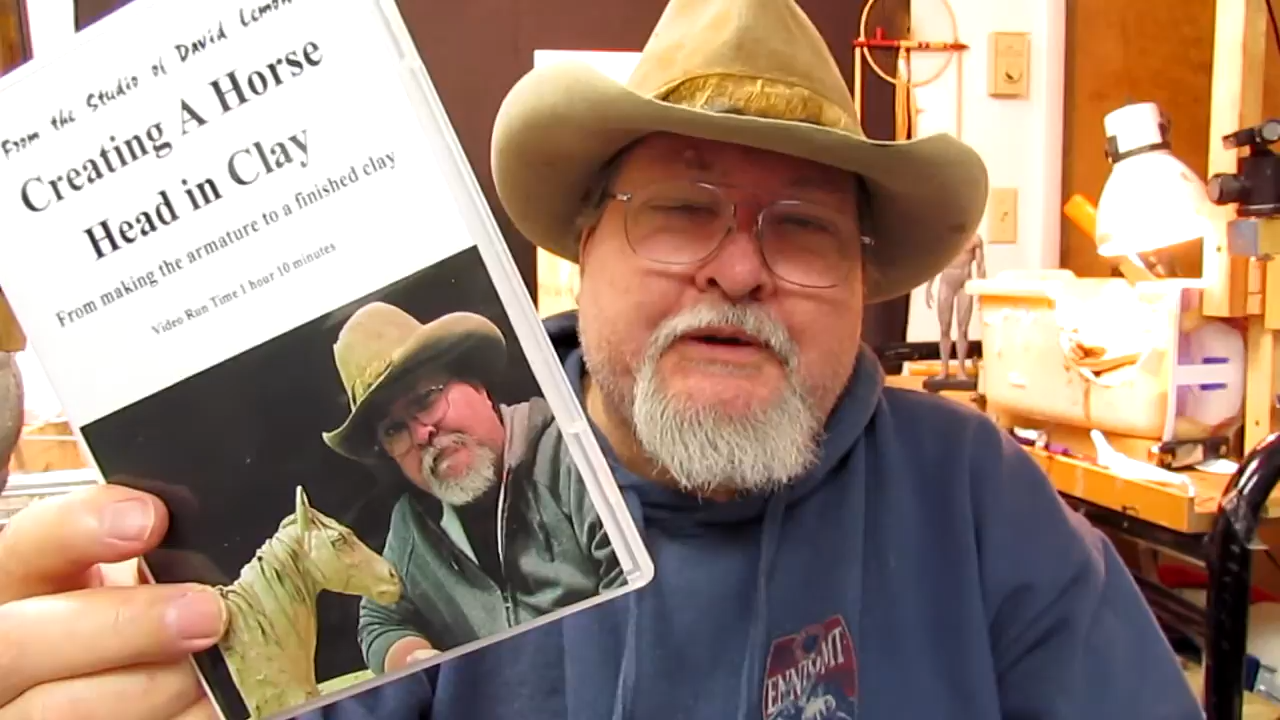 From the Studio of David Lemon
Creating A Horse
Head in Clay
From making the armature to a finished clay
Video Run Time 1 hour 10 minutes